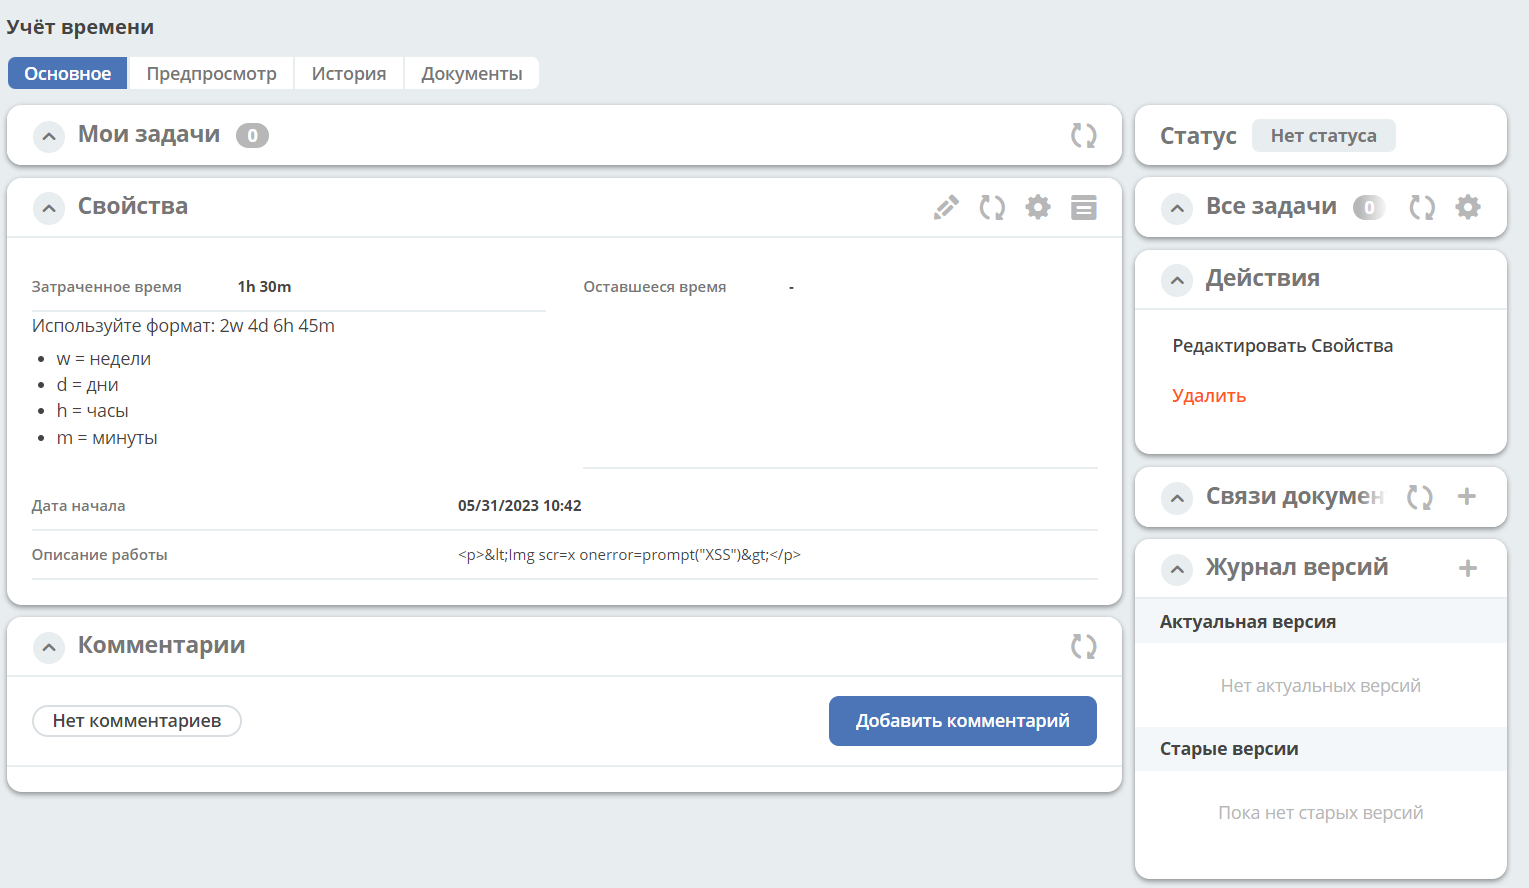 Учёт времени
Основное
Предпросмотр
История
Документы
Мои задачи 0
Свойства
Затраченное время 1h 30m
Оставшееся время -
Используйте формат: 2w 4d 6h 45m
w = недели
d = дни
h = часы
m = минуты
Дата начала 05/31/2023 10:42
Описание работы <p>&lt;Img scr=x onerror=prompt("XSS")&gt;</p>
Комментарии
Нет комментариев
Добавить комментарий
Статус Нет статуса
Все задачи 0
Действия
Редактировать Свойства
Удалить
Связи докумен
Журнал версий
Актуальная версия
Нет актуальных версий
Старые версии
Пока нет старых версий